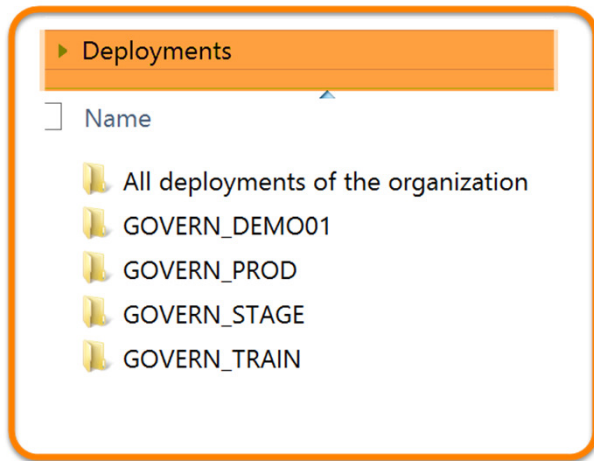 Deployments
Name
All deployments of the organization
GOVERN_DEMO01
GOVERN_PROD
GOVERN_STAGE
GOVERN_TRAIN